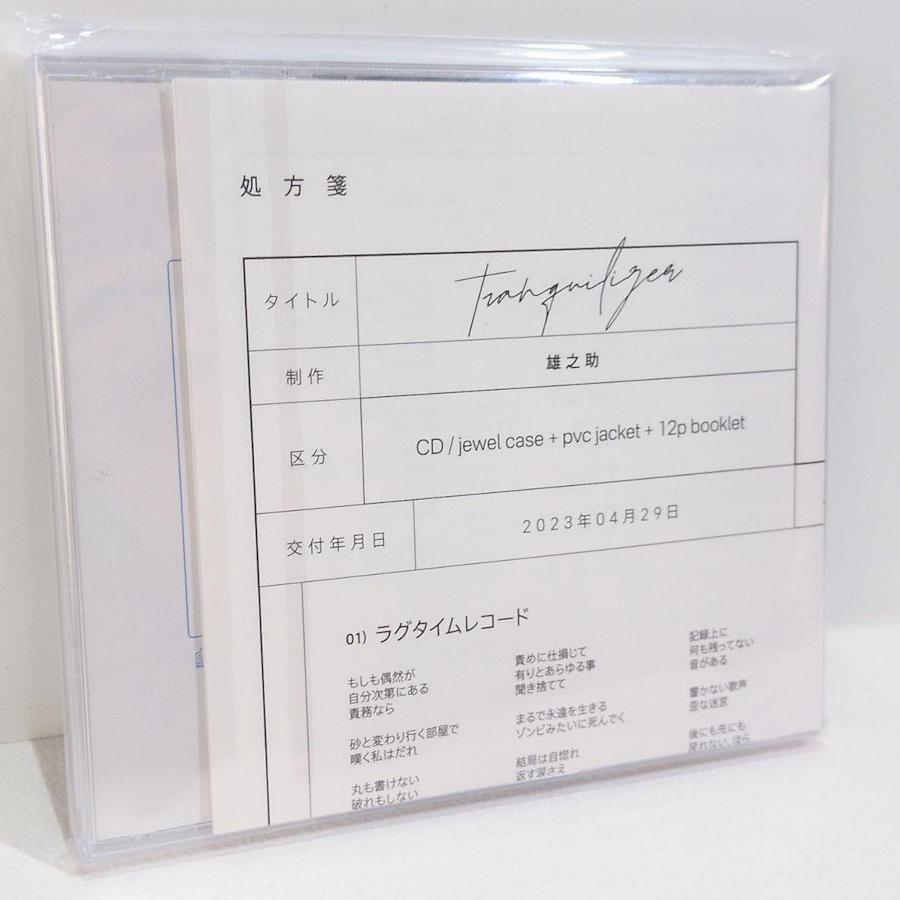 処方箋
タイトル
Tranquilizer
制作
雄之助
区分
CD / jewel case + pvc jacket + 12p booklet
交付年月日
2023年04月29日
01) ラグタイムレコード
もしも偶然が
自分次第にある
責務なら
砂と変わり行く部屋で
嘆く私はだれ
丸も書けない
破れもしない
責めに仕損じて
有りとあらゆる事
聞き捨てて
まるで永遠を生きる
ゾンビみたいに死んでく
結局は自惚れ
返す深さえ
記録上に
何も残ってない
音がある
響かない歌声
歪な迷宮
後にも先にも
戻れない、ほら